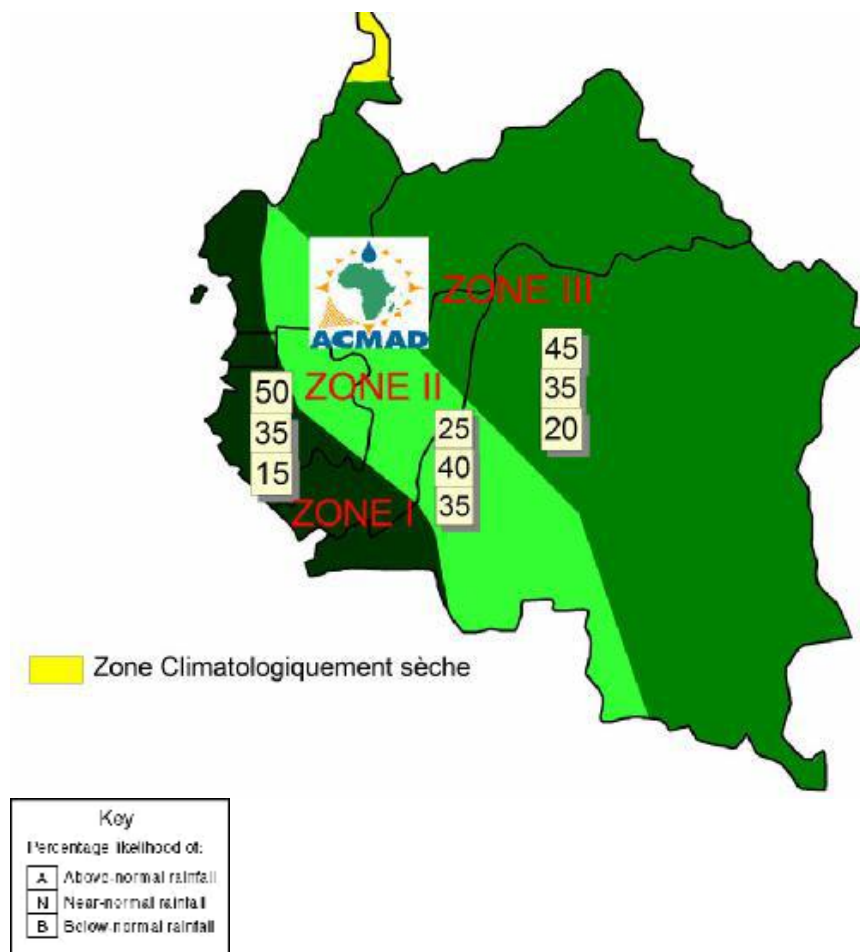 ACMAD
ZONE III
45
35
20
ZONE II
50
35
15
25
40
35
ZONE I
Zone Climatologiquement sèche
Key
Percentage likelihood of:
A Above-normal rainfall
N Near-normal rainfall
B Below-normal rainfall